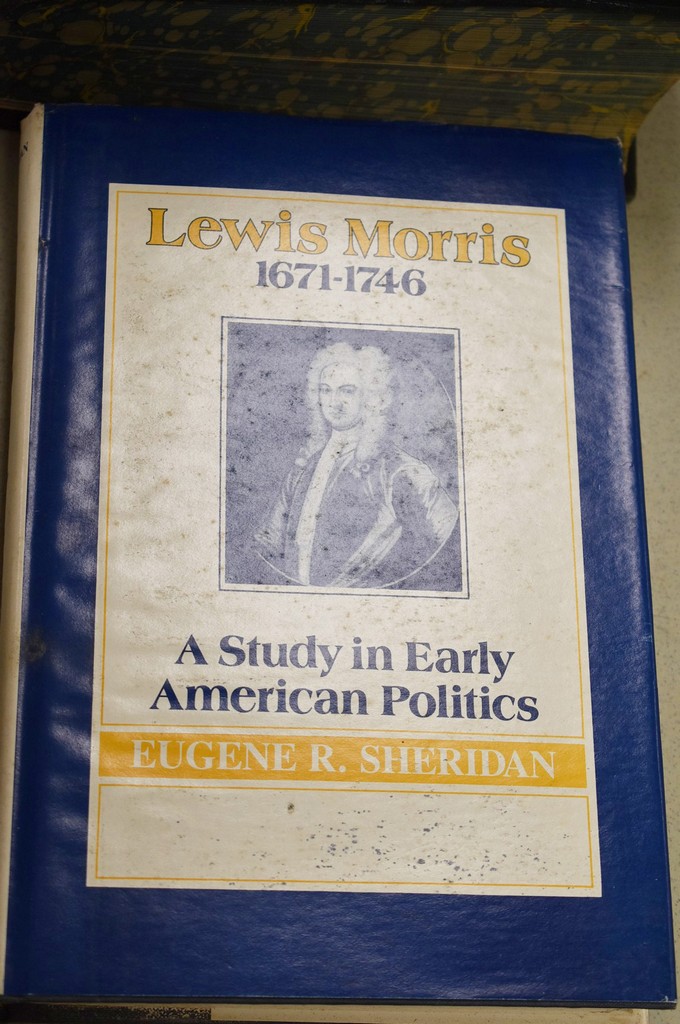 Lewis Morris
1671-1746
A Study in Early
American Politics
EUGENE R. SHERIDAN